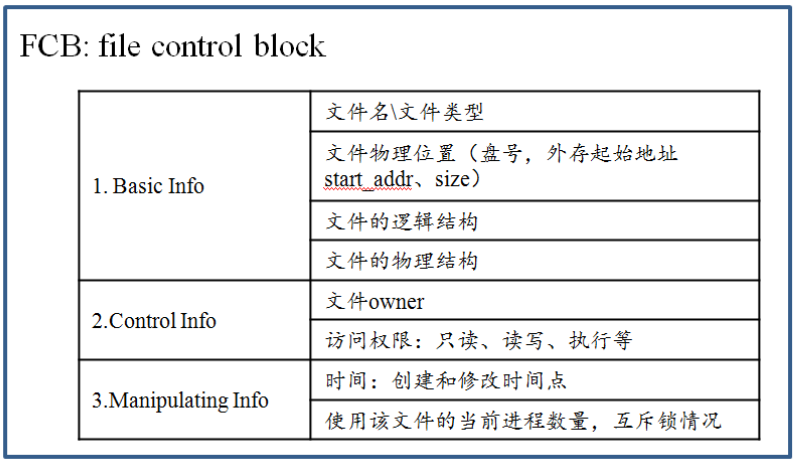 FCB: file control block
1. Basic Info
文件名\文件类型
文件物理位置（盘号，外存起始地址
start_addr、size）
文件的逻辑结构
文件的物理结构
2.Control Info
文件owner
访问权限：只读、读写、执行等
3.Manipulating Info
时间：创建和修改时间点
使用该文件的当前进程数量，互斥锁情况